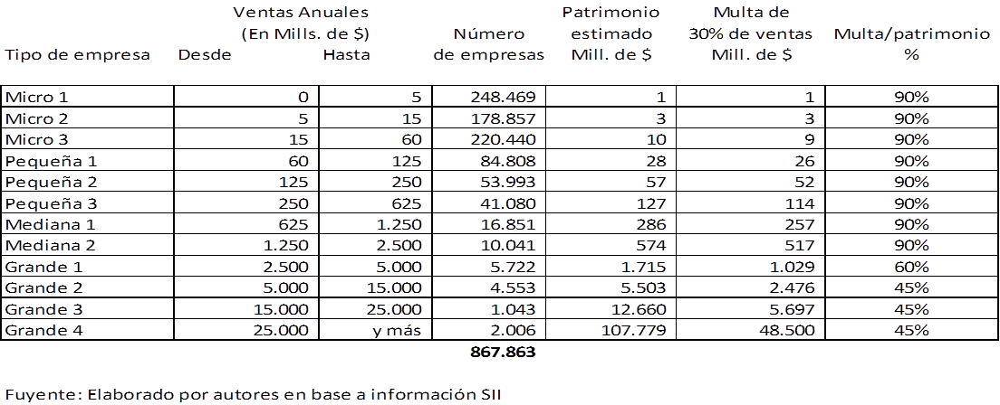 Ventas Anuales Patrimonio Multa de
(En Mills. de $) Número estimado 30% de ventas Multa/patrimonio
Tipo de empresa Desde Hasta de empresas Mill. de $ Mill. de $ %
Micro 1 0 5 248.469 1 1 90%
Micro 2 5 15 178.857 3 3 90%
Micro 3 15 60 220.440 10 9 90%
Pequeña 1 60 125 84.808 28 26 90%
Pequeña 2 125 250 53.993 57 52 90%
Pequeña 3 250 625 41.080 127 114 90%
Mediana 1 625 1.250 16.851 286 257 90%
Mediana 2 1.250 2.500 10.041 574 517 90%
Grande 1 2.500 5.000 5.722 1.715 1.029 60%
Grande 2 5.000 15.000 4.553 5.503 2.476 45%
Grande 3 15.000 25.000 1.043 12.660 5.697 45%
Grande 4 25.000 y más 2.006 107.779 48.500 45%
867.863
Fuyente: Elaborado por autores en base a información SII